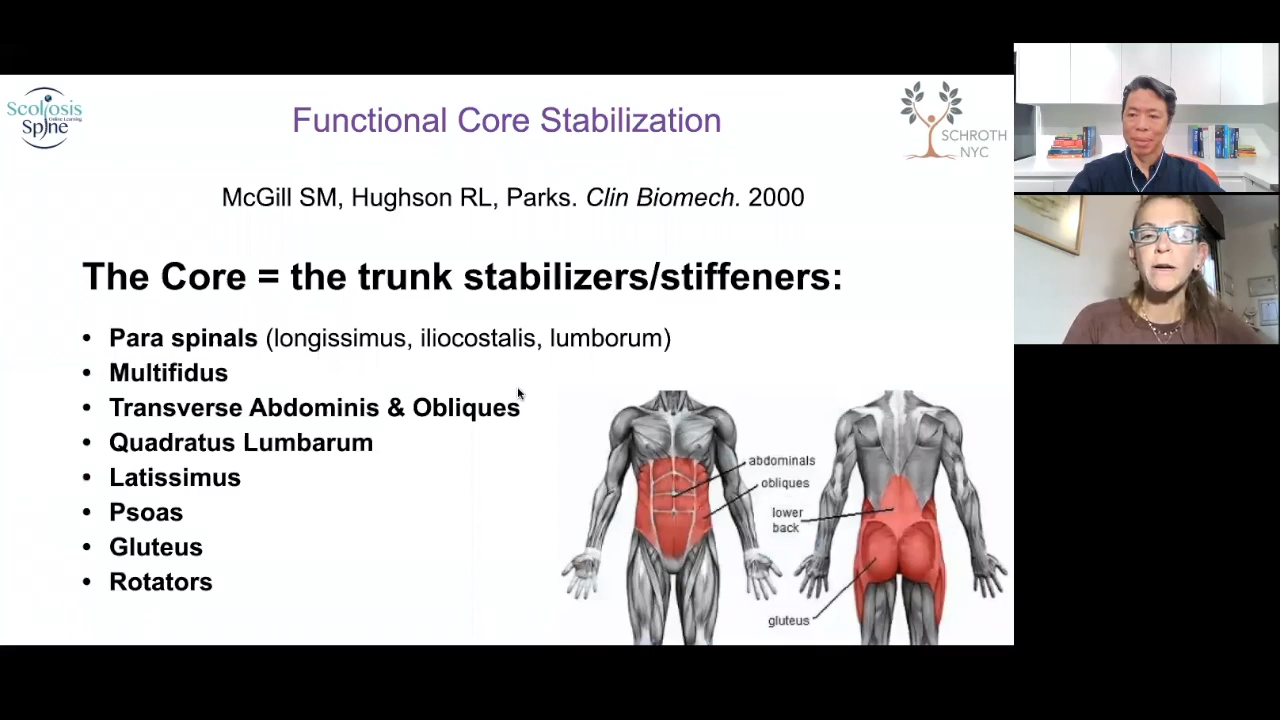 Scoliosis
Online Learning
Spine
Functional Core Stabilization
SCHROTH
NYC
McGill SM, Hughson RL, Parks. Clin Biomech. 2000
The Core = the trunk stabilizers/stiffeners:
• Para spinals (longissimus, iliocostalis, lumborum)
• Multifidus
• Transverse Abdominis & Obliques
• Quadratus Lumbarum
• Latissimus
• Psoas
• Gluteus
• Rotators
abdominals
obliques
lower
back
gluteus